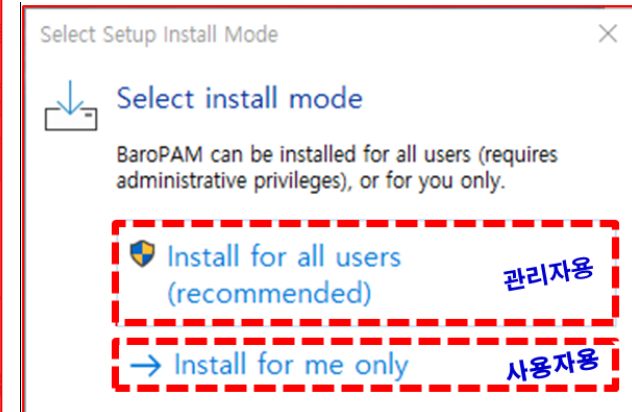 Select Setup Install Mode
Select install mode
BaroPAM can be installed for all users (requires
administrative privileges), or for you only.
Install for all users
(recommended)
관리자용
Install for me only
사용자용